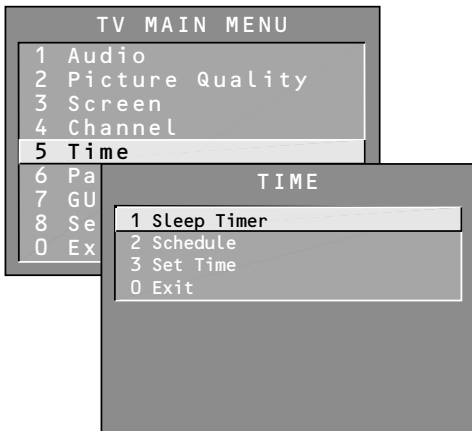 TV MAIN MENU
1 Audio
2 Picture Quality
3 Screen
4 Channel
5 Time
6 Pa
7 GU
8 Se
0 Ex
TIME
1 Sleep Timer
2 Schedule
3 Set Time
0 Exit